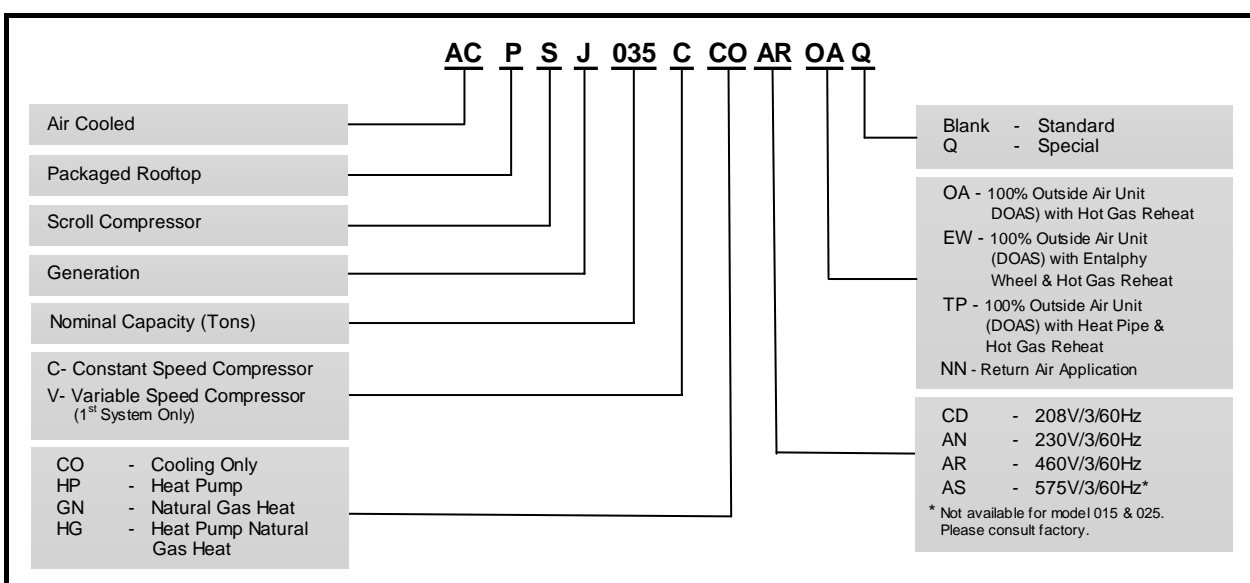 AC P S J 035 C CO AR OA Q
Air Cooled
Packaged Rooftop
Scroll Compressor
Generation
Nominal Capacity (Tons)
C- Constant Speed Compressor
V- Variable Speed Compressor
(1st System Only)
CO - Cooling Only
HP - Heat Pump
GN - Natural Gas Heat
HG - Heat Pump Natural
Gas Heat
Blank - Standard
Q - Special
OA - 100% Outside Air Unit
DOAS) with Hot Gas Reheat
EW - 100% Outside Air Unit
(DOAS) with Entalphy
Wheel & Hot Gas Reheat
TP - 100% Outside Air Unit
(DOAS) with Heat Pipe &
Hot Gas Reheat
NN - Return Air Application
CD - 208V/3/60Hz
AN - 230V/3/60Hz
AR - 460V/3/60Hz
AS - 575V/3/60Hz*
* Not available for model 015 & 025.
Please consult factory.